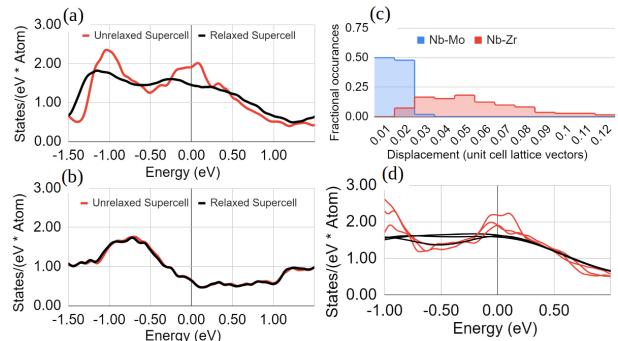 (a)
3.00
2.00
1.00
0.00
States/(eV * Atom)
Unrelaxed Supercell
Relaxed Supercell
-1.50 -1.00 -0.50 0.00 0.50 1.00
Energy (eV)
(c)
Fractional occurances
0.75
0.50
0.25
0.00
Nb-Mo
Nb-Zr
0.01 0.02 0.03 0.04 0.05 0.06 0.07 0.08 0.09 0.1 0.11 0.12
Displacement (unit cell lattice vectors)
(b)
3.00
2.00
1.00
0.00
States/(eV * Atom)
Unrelaxed Supercell
Relaxed Supercell
-1.50 -1.00 -0.50 0.00 0.50 1.00
Energy (eV)
(d)
3.00
2.00
1.00
0.00
States/(eV * Atom)
-1.00 -0.50 0.00 0.50
Energy (eV)